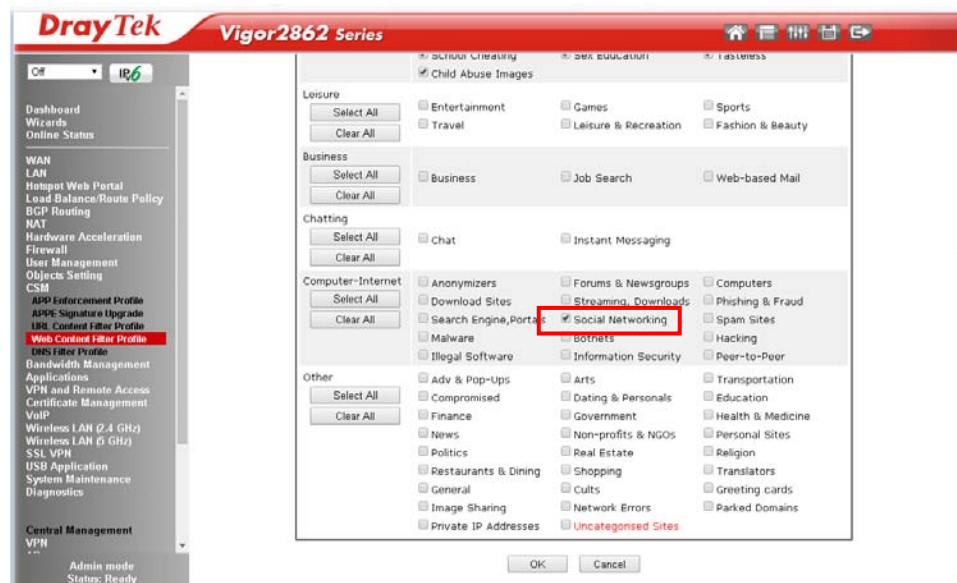 DrayTek Vigor2862 Series
Off IPv6
Dashboard
Wizards
Online Status
WAN
LAN
Hotspot Web Portal
Load Balance/Route Policy
BGP Routing
NAT
Hardware Acceleration
Firewall
User Management
Objects Setting
CSM
APP Enforcement Profile
APPE Signature Upgrade
URL Content Filter Profile
Web Content Filter Profile
DNS Filter Profile
Bandwidth Management
Applications
VPN and Remote Access
Certificate Management
VoIP
Wireless LAN (2.4 GHz)
Wireless LAN (5 GHz)
SSL VPN
USB Application
System Maintenance
Diagnostics
Central Management
VPN
Admin mode
Status: Ready
School Cheating Sex Education Tasteless
Child Abuse Images
Leisure
Select All
Clear All
Entertainment Games Sports
Travel Leisure & Recreation Fashion & Beauty
Business
Select All
Clear All
Business Job Search Web-based Mail
Chatting
Select All
Clear All
Chat Instant Messaging
Computer-Internet
Select All
Clear All
Anonymizers Forums & Newsgroups Computers
Download Sites Streaming, Downloads Phishing & Fraud
Search Engine,Portals Social Networking Spam Sites
Malware Botnets Hacking
Illegal Software Information Security Peer-to-Peer
Other
Select All
Clear All
Adv & Pop-Ups Arts Transportation
Compromised Dating & Personals Education
Finance Government Health & Medicine
News Non-profits & NGOs Personal Sites
Politics Real Estate Religion
Restaurants & Dining Shopping Translators
General Cults Greeting cards
Image Sharing Network Errors Parked Domains
Private IP Addresses Uncategorised Sites
OK Cancel